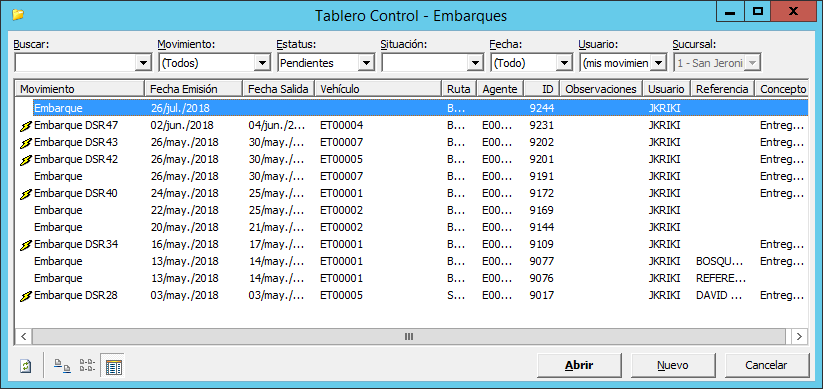 Tablero Control - Embarques
Buscar: Movimiento: Estatus: Situación: Fecha: Usuario: Sucursal:
(Todos) Pendientes (Todo) (mis movimien 1 - San Jeroni
Movimiento Fecha Emisión Fecha Salida Vehículo Ruta Agente ID Observaciones Usuario Referencia Concepto
Embarque 26/jul./2018 B... 9244 JKRIKI
Embarque DSR47 02/jun./2018 04/jun./2... ET00004 B... E00... 9231 JKRIKI Entreg...
Embarque DSR43 26/may./2018 30/may./... ET00007 B... E00... 9202 JKRIKI Entreg...
Embarque DSR42 26/may./2018 30/may./... ET00005 B... E00... 9201 JKRIKI Entreg...
Embarque 26/may./2018 30/may./... ET00007 B... E00... 9191 JKRIKI Entreg...
Embarque DSR40 24/may./2018 25/may./... ET00001 B... E00... 9172 JKRIKI Entreg...
Embarque 22/may./2018 25/may./... ET00002 B... E00... 9169 JKRIKI
Embarque 20/may./2018 21/may./... ET00002 B... E00... 9144 JKRIKI
Embarque DSR34 16/may./2018 17/may./... ET00001 B... E00... 9109 JKRIKI Entreg...
Embarque 13/may./2018 14/may./... ET00001 B... E00... 9077 JKRIKI BOSQU... Entreg...
Embarque 13/may./2018 14/may./... ET00001 B... E00... 9076 JKRIKI REFERE...
Embarque DSR28 03/may./2018 03/may./... ET00005 S... E00... 9017 JKRIKI DAVID ... Entreg...
Abrir Nuevo Cancelar